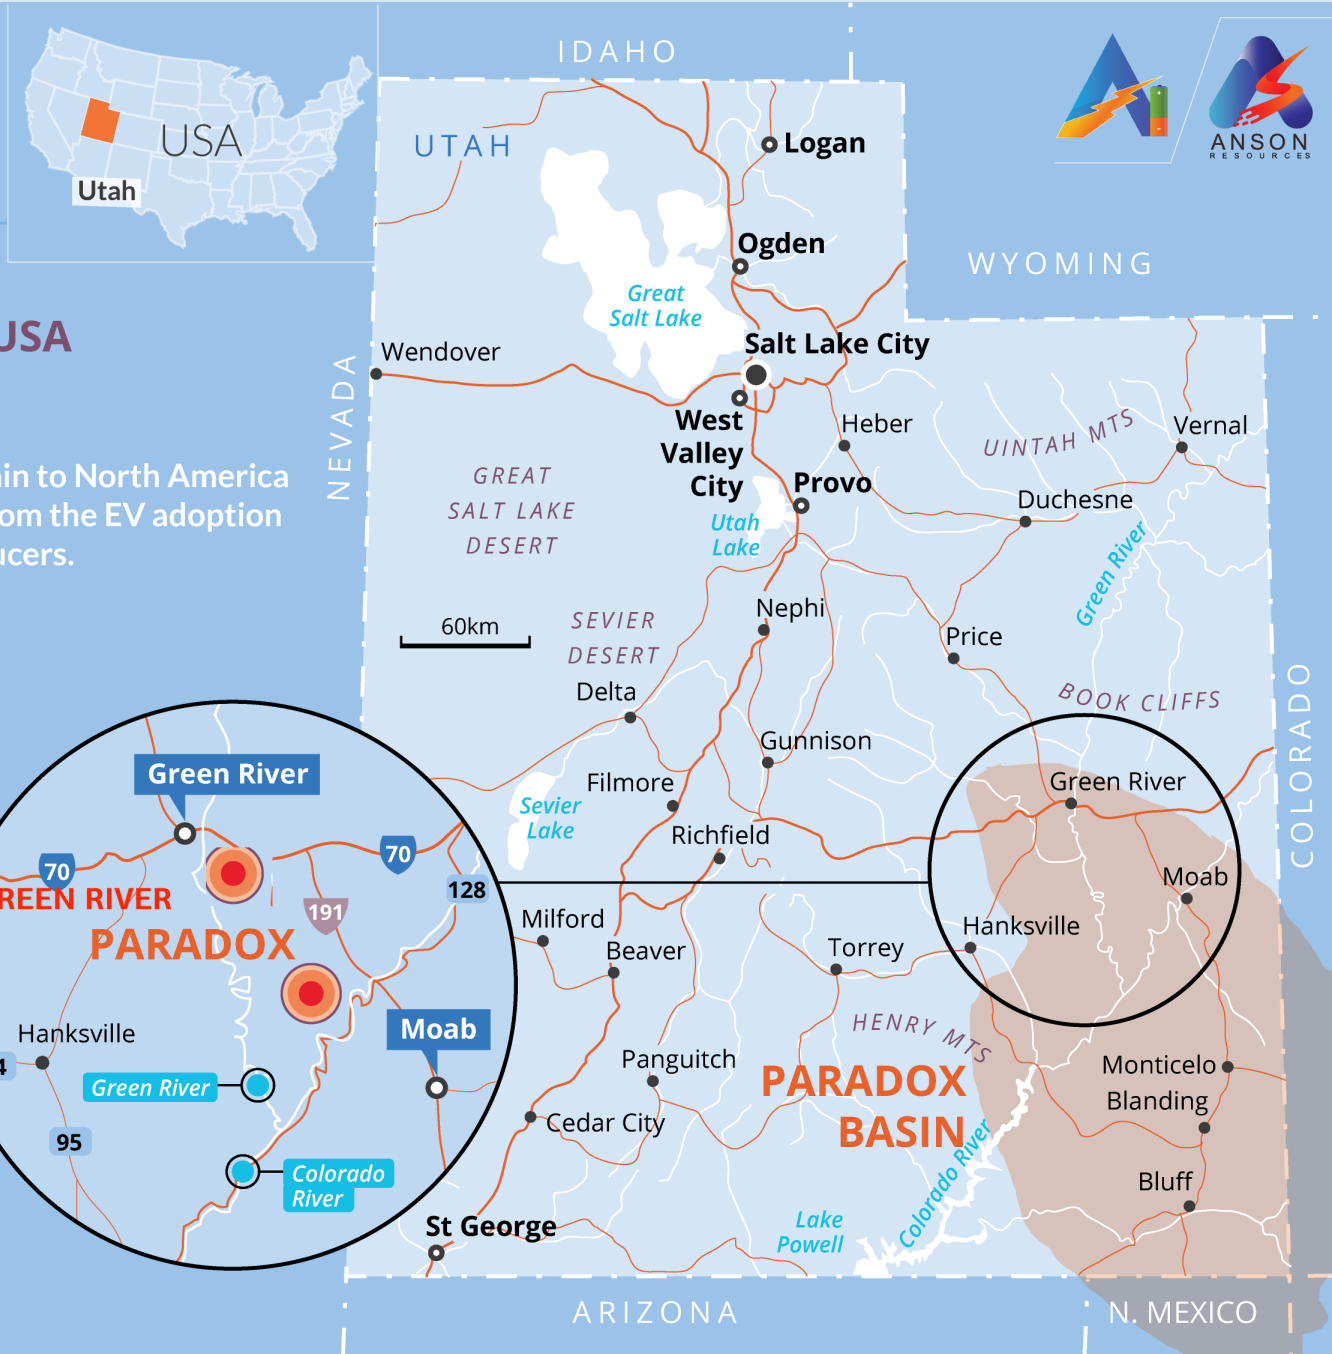 IDAHO
UTAH
USA
Utah
Logan
ANSON
RESOURCES
Ogden
WYOMING
Great
Salt Lake
USA
Salt Lake City
Wendover
NEVADA
West
Valley
City
Heber
UINTAH MTS
Vernal
GREAT
SALT LAKE
DESERT
Provo
Utah
Lake
Duchesne
Green River
ain to North America
om the EV adoption
ucers.
60km
SEVIER
DESERT
Nephi
Price
Delta
BOOK CLIFFS
COLORADO
Gunnison
Filmore
Green River
Sevier
Lake
Richfield
Moab
Green River
70
70
128
REEN RIVER
191
PARADOX
Milford
Beaver
Torrey
Hanksville
Hanksville
Moab
HENRY MTS
4
Green River
95
Colorado
River
Panguitch
PARADOX
BASIN
Monticelo
Blanding
Cedar City
Colorado River
Bluff
St George
Lake
Powell
ARIZONA
N. MEXICO